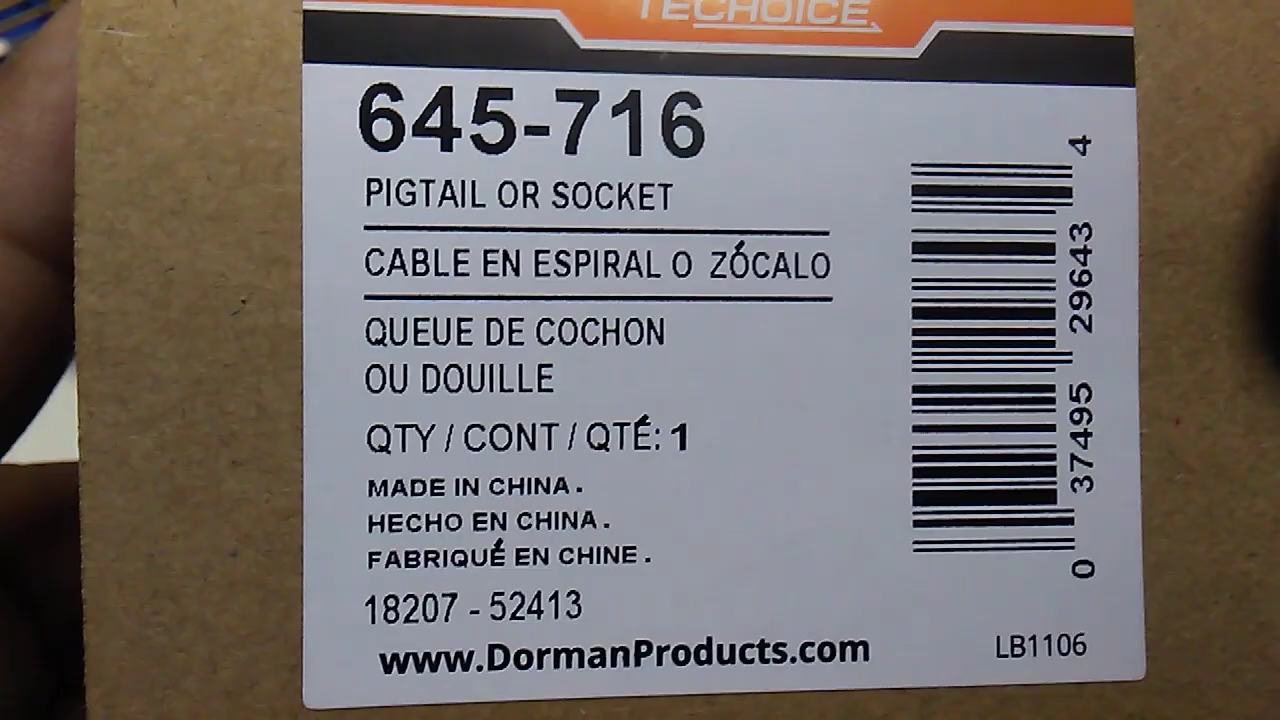 TECHOICE
645-716
PIGTAIL OR SOCKET
CABLE EN ESPIRAL O ZÓCALO
QUEUE DE COCHON
OU DOUILLE
QTY / CONT / QTÉ: 1
MADE IN CHINA.
HECHO EN CHINA.
FABRIQUÉ EN CHINE.
18207 - 52413
www.DormanProducts.com
LB1106
0 37495 29643 4